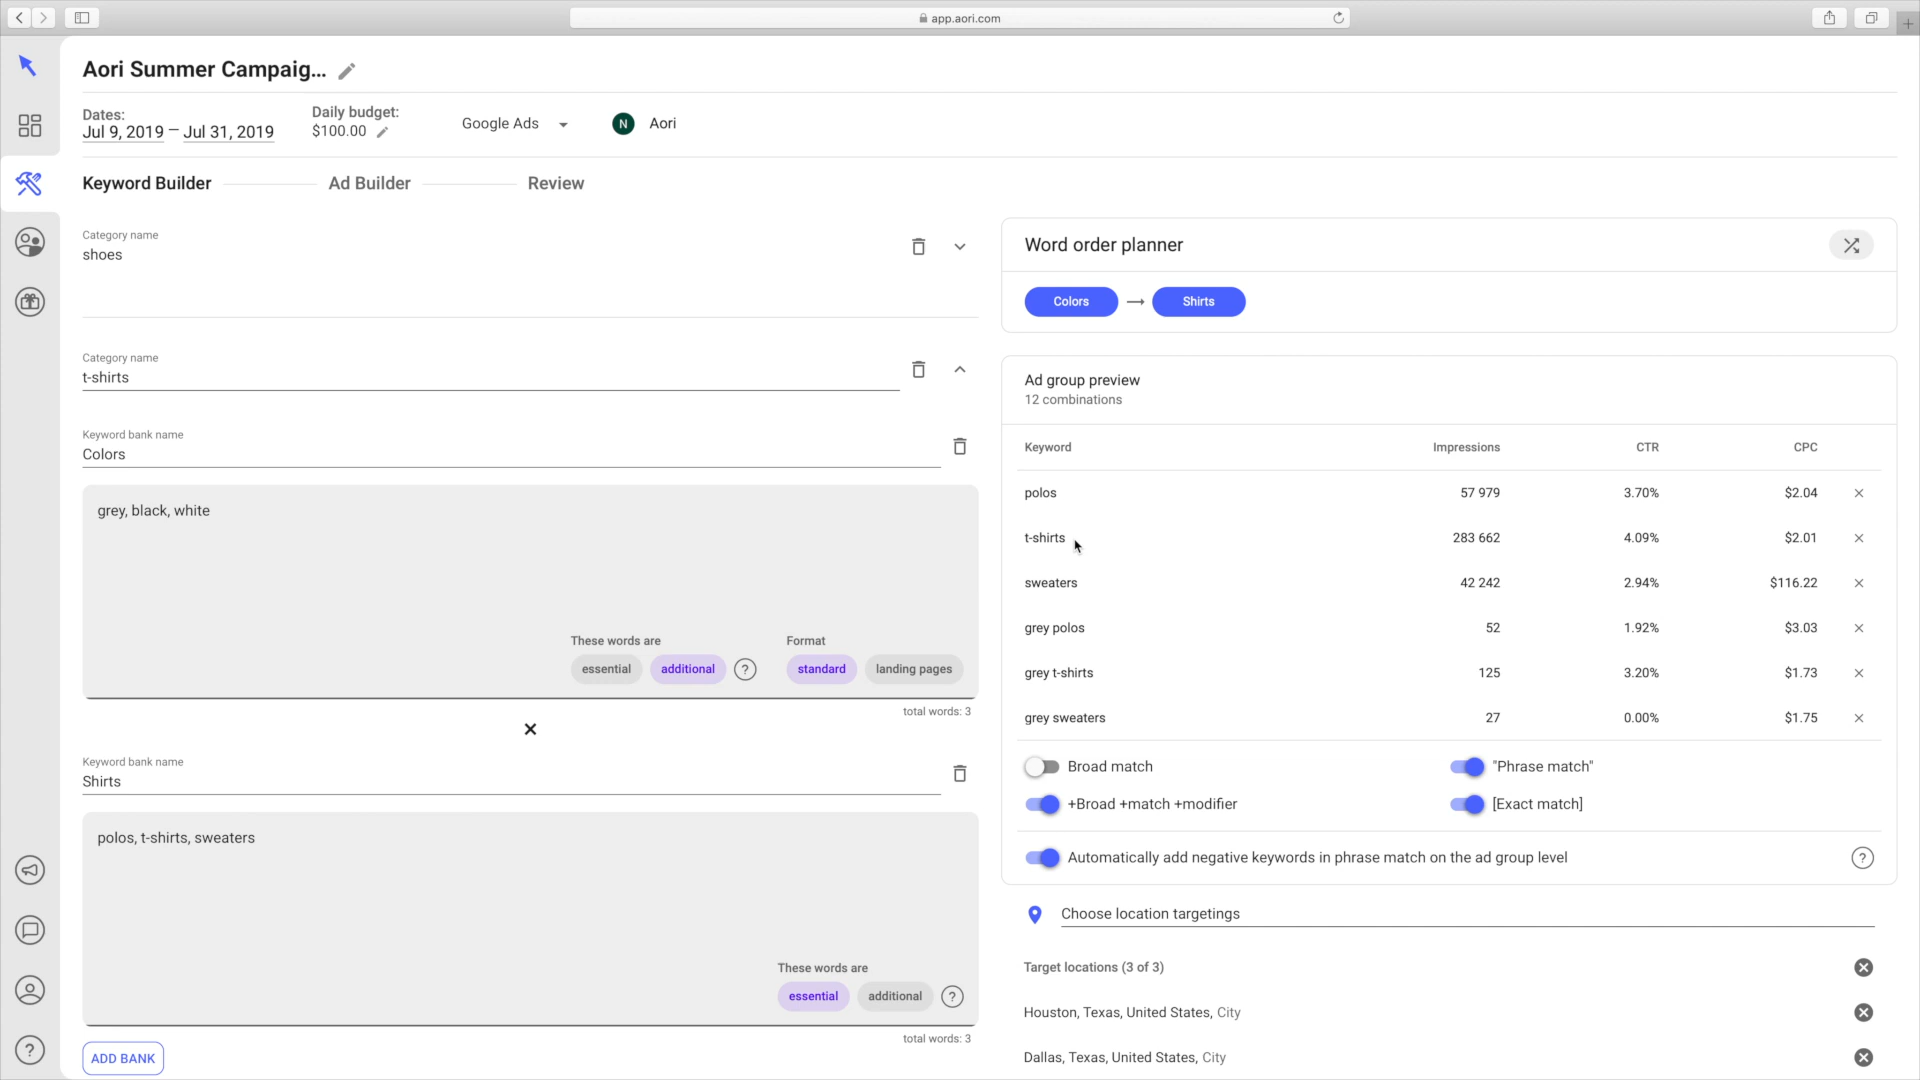 app.aori.com
Aori Summer Campaig...
Dates:
Jul 9, 2019 – Jul 31, 2019
Daily budget:
$100.00
Google Ads
N
Aori
Keyword Builder
Ad Builder
Review
Category name
shoes
Category name
t-shirts
Keyword bank name
Colors
grey, black, white
These words are
essential
additional
?
Format
standard
landing pages
total words: 3
Keyword bank name
Shirts
polos, t-shirts, sweaters
These words are
essential
additional
?
total words: 3
ADD BANK
?
Word order planner
Colors → Shirts
Ad group preview
12 combinations
Keyword Impressions CTR CPC
polos 57 979 3.70% $2.04
t-shirts 283 662 4.09% $2.01
sweaters 42 242 2.94% $116.22
grey polos 52 1.92% $3.03
grey t-shirts 125 3.20% $1.73
grey sweaters 27 0.00% $1.75
Broad match
"Phrase match"
+Broad +match +modifier
[Exact match]
Automatically add negative keywords in phrase match on the ad group level
?
Choose location targetings
Target locations (3 of 3)
Houston, Texas, United States, City
Dallas, Texas, United States, City